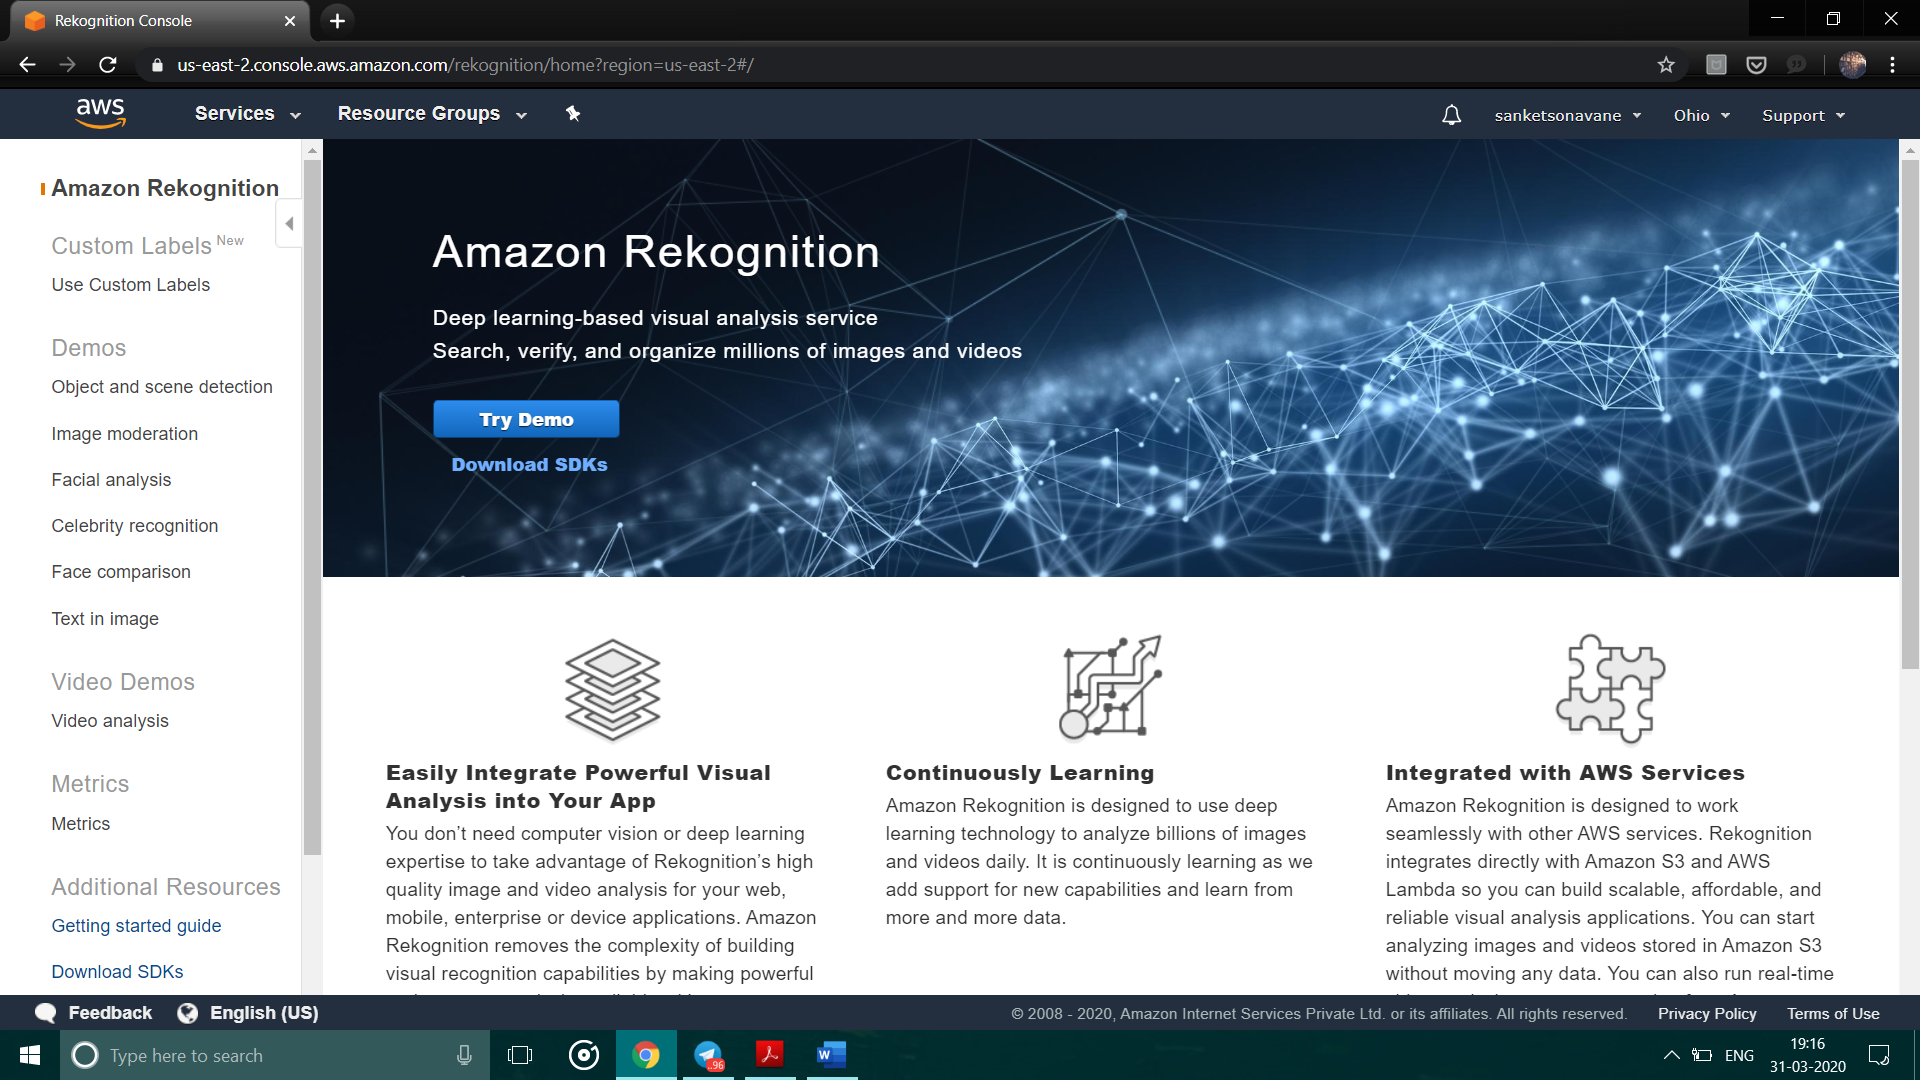 Rekognition Console
us-east-2.console.aws.amazon.com/rekognition/home?region=us-east-2#/
aws
Services
Resource Groups
sanketsonavane
Ohio
Support
Amazon Rekognition
Custom Labels New
Use Custom Labels
Demos
Object and scene detection
Image moderation
Facial analysis
Celebrity recognition
Face comparison
Text in image
Video Demos
Video analysis
Metrics
Metrics
Additional Resources
Getting started guide
Download SDKs
Amazon Rekognition
Deep learning-based visual analysis service
Search, verify, and organize millions of images and videos
Try Demo
Download SDKs
Easily Integrate Powerful Visual
Analysis into Your App
You don’t need computer vision or deep learning
expertise to take advantage of Rekognition’s high
quality image and video analysis for your web,
mobile, enterprise or device applications. Amazon
Rekognition removes the complexity of building
visual recognition capabilities by making powerful
Continuously Learning
Amazon Rekognition is designed to use deep
learning technology to analyze billions of images
and videos daily. It is continuously learning as we
add support for new capabilities and learn from
more and more data.
Integrated with AWS Services
Amazon Rekognition is designed to work
seamlessly with other AWS services. Rekognition
integrates directly with Amazon S3 and AWS
Lambda so you can build scalable, affordable, and
reliable visual analysis applications. You can start
analyzing images and videos stored in Amazon S3
without moving any data. You can also run real-time
Feedback
English (US)
© 2008 - 2020, Amazon Internet Services Private Ltd. or its affiliates. All rights reserved.
Privacy Policy
Terms of Use
Type here to search
..96
W
ENG
19:16
31-03-2020